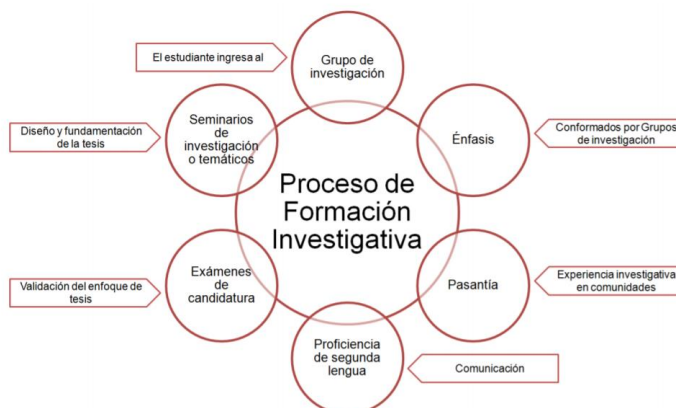 El estudiante ingresa al
Grupo de
investigación
Seminarios
de
investigación
o temáticos
Diseño y fundamentación
de la tesis
Énfasis
Conformados por Grupos
de investigación
Proceso de
Formación
Investigativa
Exámenes
de
candidatura
Validación del enfoque de
tesis
Pasantía
Experiencia investigativa
en comunidades
Proficiencia
de segunda
lengua
Comunicación